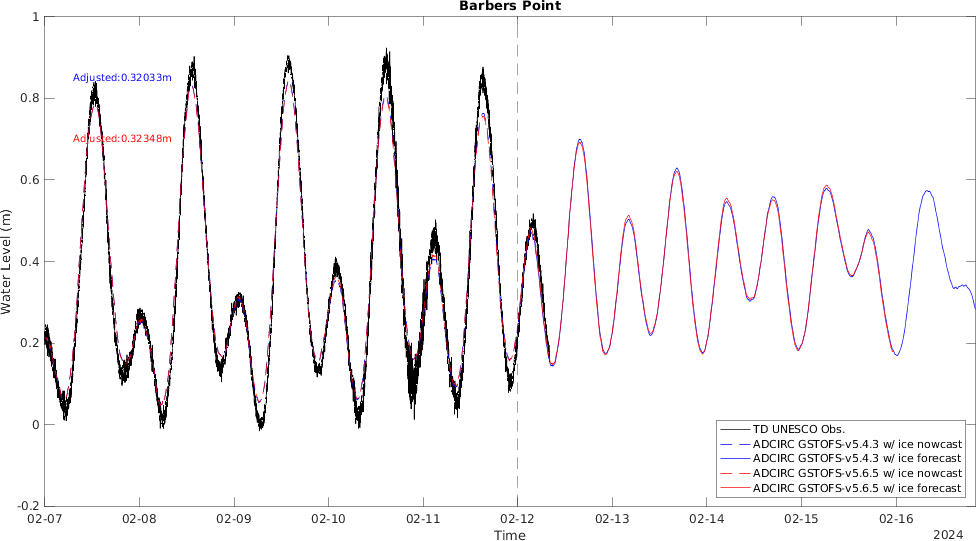 Barbers Point
1
0.8
0.6
0.4
0.2
0
-0.2
Water Level (m)
Adjusted:0.32033m
Adjusted:0.32348m
TD UNESCO Obs.
ADCIRC GSTOFS-v5.4.3 w/ ice nowcast
ADCIRC GSTOFS-v5.4.3 w/ ice forecast
ADCIRC GSTOFS-v5.6.5 w/ ice nowcast
ADCIRC GSTOFS-v5.6.5 w/ ice forecast
02-07 02-08 02-09 02-10 02-11 02-12 02-13 02-14 02-15 02-16
Time
2024